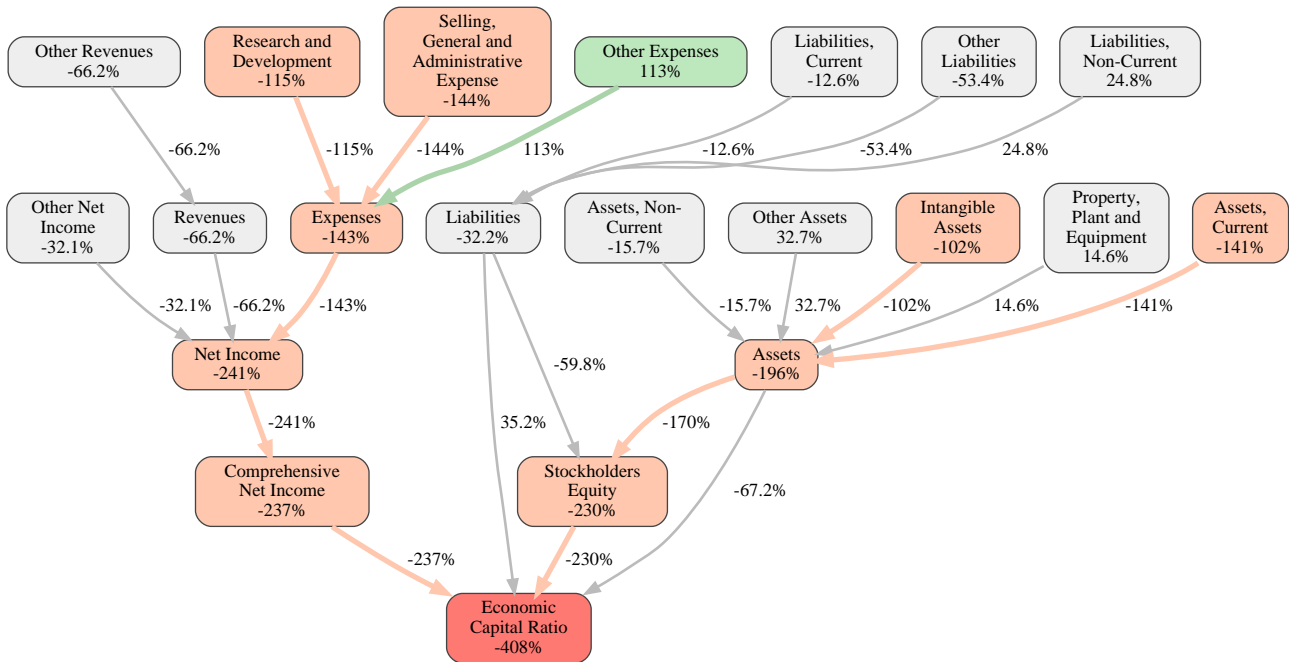 Other Revenues
-66.2%
Research and
Development
-115%
Selling,
General and
Administrative
Expense
-144%
Other Expenses
113%
Liabilities,
Current
-12.6%
Other
Liabilities
-53.4%
Liabilities,
Non-Current
24.8%
-66.2%
-115%
-144%
113%
-12.6%
-53.4%
24.8%
Other Net
Income
-32.1%
Revenues
-66.2%
Expenses
-143%
Liabilities
-32.2%
Assets, Non-
Current
-15.7%
Other Assets
32.7%
Intangible
Assets
-102%
Property,
Plant and
Equipment
14.6%
Assets,
Current
-141%
-32.1%
-66.2%
-143%
-15.7%
32.7%
-102%
14.6%
-141%
Net Income
-241%
Assets
-196%
-241%
35.2%
-59.8%
-170%
-67.2%
Comprehensive
Net Income
-237%
Stockholders
Equity
-230%
-237%
-230%
Economic
Capital Ratio
-408%